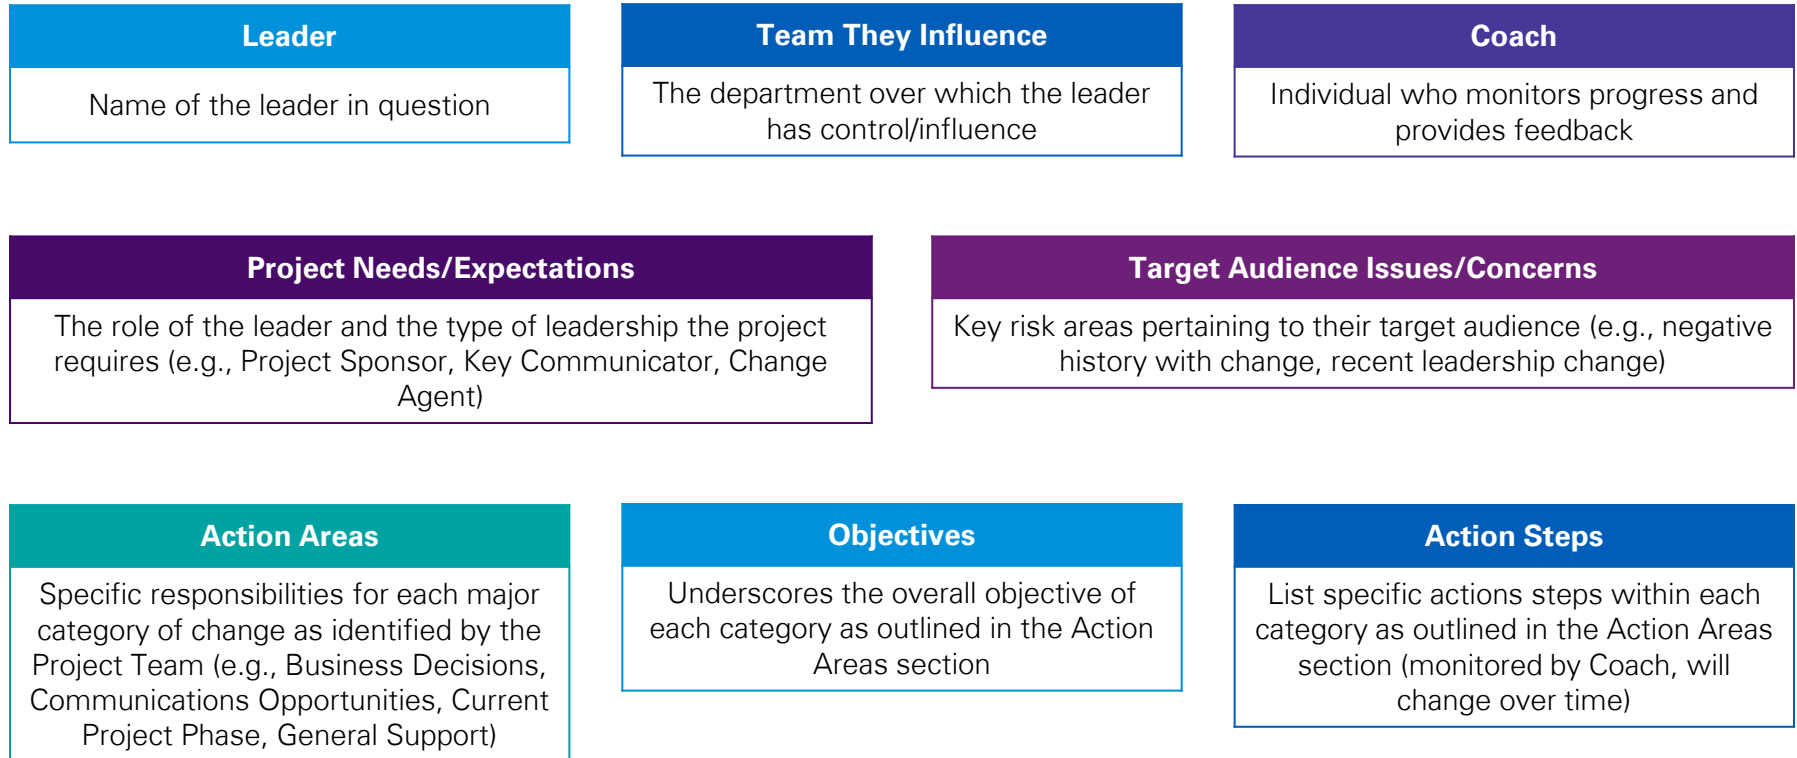 Leader
Name of the leader in question
Team They Influence
The department over which the leader
has control/influence
Coach
Individual who monitors progress and
provides feedback
Project Needs/Expectations
The role of the leader and the type of leadership the project
requires (e.g., Project Sponsor, Key Communicator, Change
Agent)
Target Audience Issues/Concerns
Key risk areas pertaining to their target audience (e.g., negative
history with change, recent leadership change)
Action Areas
Specific responsibilities for each major
category of change as identified by the
Project Team (e.g., Business Decisions,
Communications Opportunities, Current
Project Phase, General Support)
Objectives
Underscores the overall objective of
each category as outlined in the Action
Areas section
Action Steps
List specific actions steps within each
category as outlined in the Action Areas
section (monitored by Coach, will
change over time)